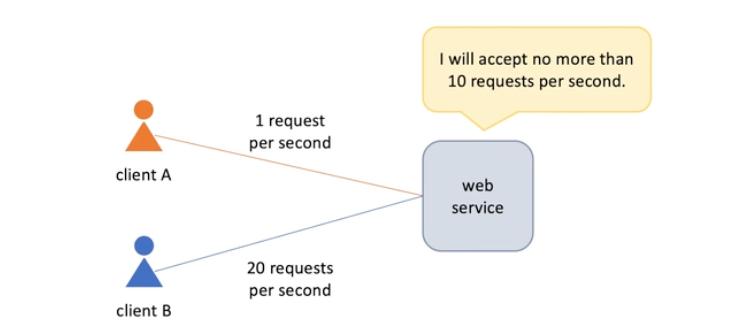 I will accept no more than
10 requests per second.
1 request
per second
client A
web
service
20 requests
per second
client B